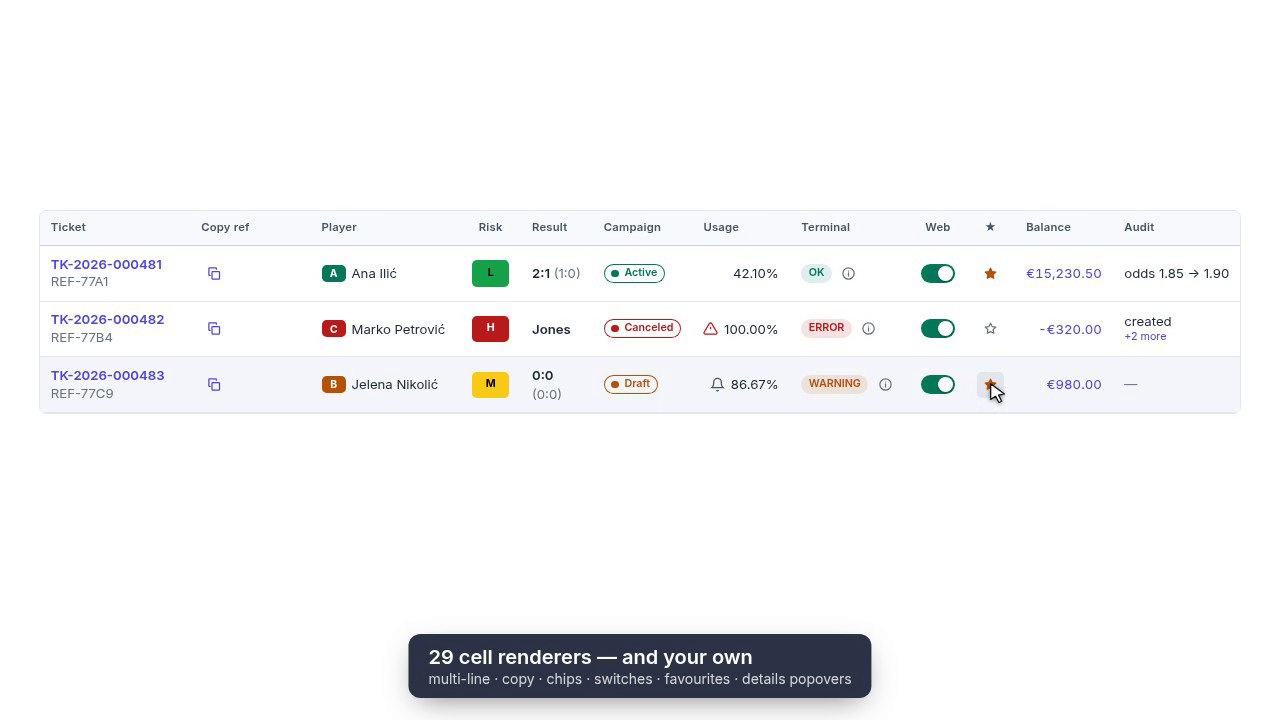 Ticket Copy ref Player Risk Result Campaign Usage Terminal Web ★ Balance Audit
TK-2026-000481
REF-77A1
A Ana Ilić L 2:1 (1:0) Active 42.10% OK €15,230.50 odds 1.85 → 1.90
TK-2026-000482
REF-77B4
C Marko Petrović H Jones Canceled 100.00% ERROR -€320.00 created
+2 more
TK-2026-000483
REF-77C9
B Jelena Nikolić M 0:0
(0:0)
Draft 86.67% WARNING €980.00 —
29 cell renderers — and your own
multi-line · copy · chips · switches · favourites · details popovers